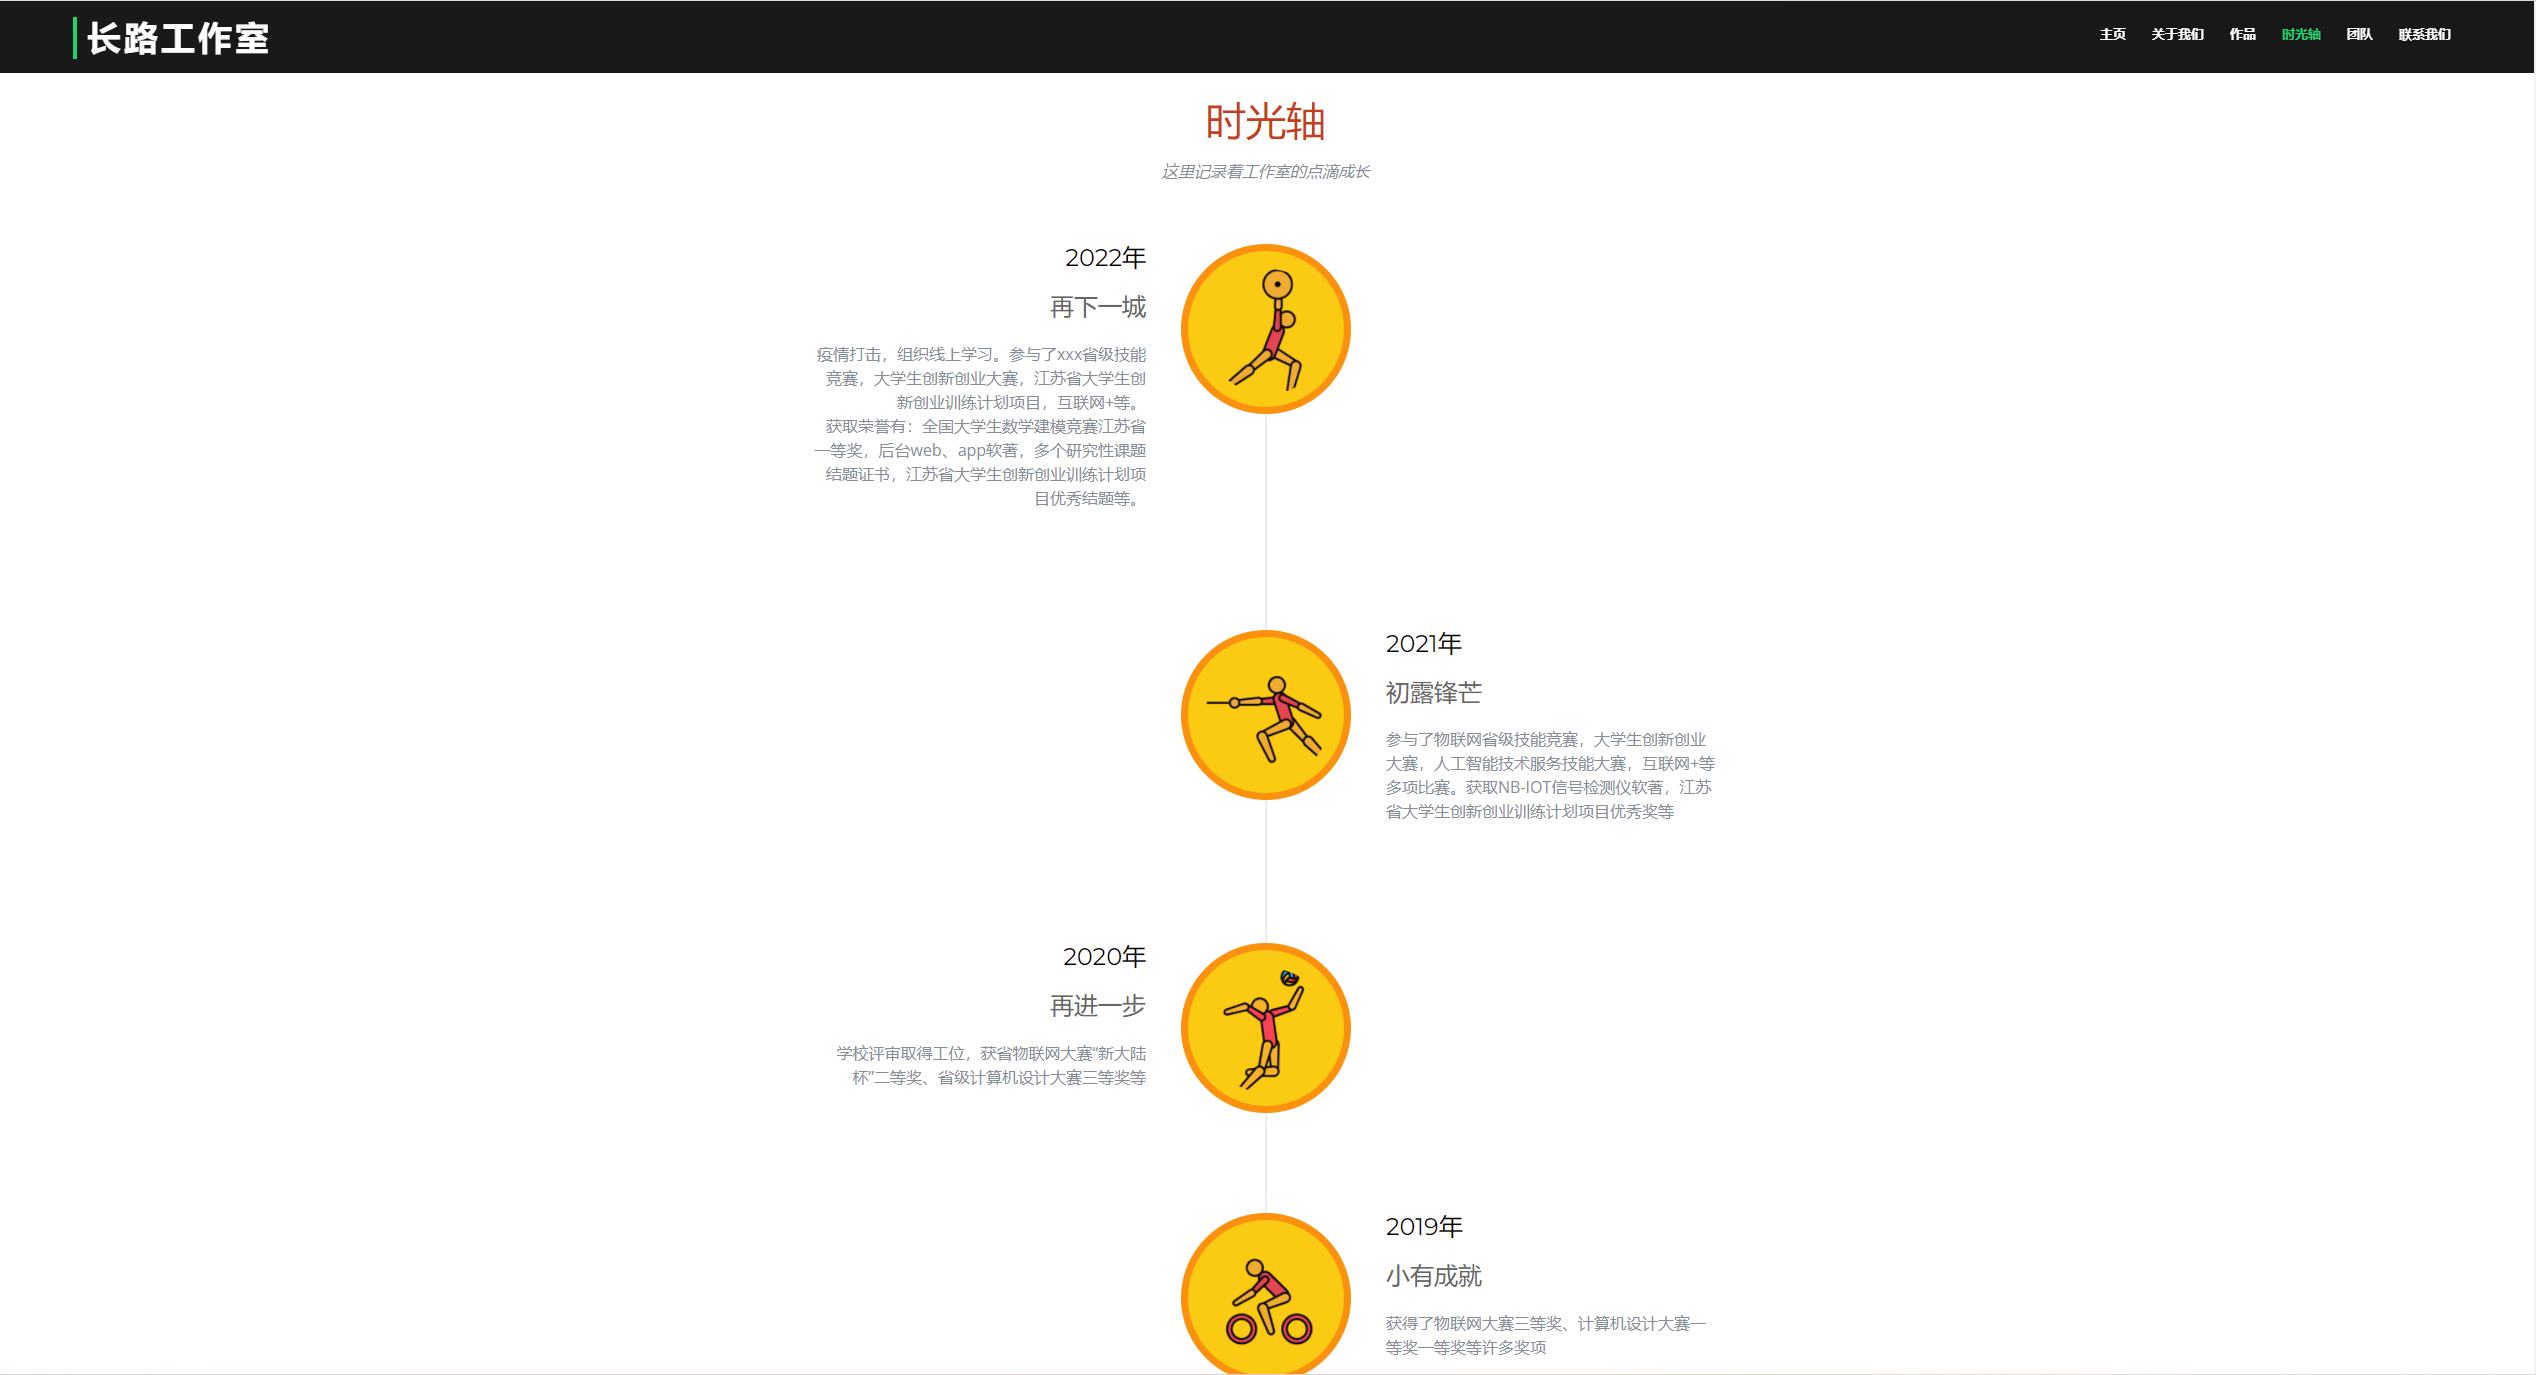 长路工作室
主页 关于我们 作品 时光轴 团队 联系我们
时光轴
这里记录着工作室的点滴成长
2022年
再下一城
疫情打击，组织线上学习。参与了xxx省级技能
竞赛，大学生创新创业大赛，江苏省大学生创
新创业训练计划项目，互联网+等。
获取荣誉有：全国大学生数学建模竞赛江苏省
一等奖，后台web、app软著，多个研究性课题
结题证书，江苏省大学生创新创业训练计划项
目优秀结题等。
2021年
初露锋芒
参与了物联网省级技能竞赛，大学生创新创业
大赛，人工智能技术服务技能大赛，互联网+等
多项比赛。获取NB-IOT信号检测仪软著，江苏
省大学生创新创业训练计划项目优秀奖等
2020年
再进一步
学校评审取得工位，获省物联网大赛“新大陆
杯”二等奖、省级计算机设计大赛三等奖等
2019年
小有成就
获得了物联网大赛三等奖、计算机设计大赛一
等奖一等奖等许多奖项